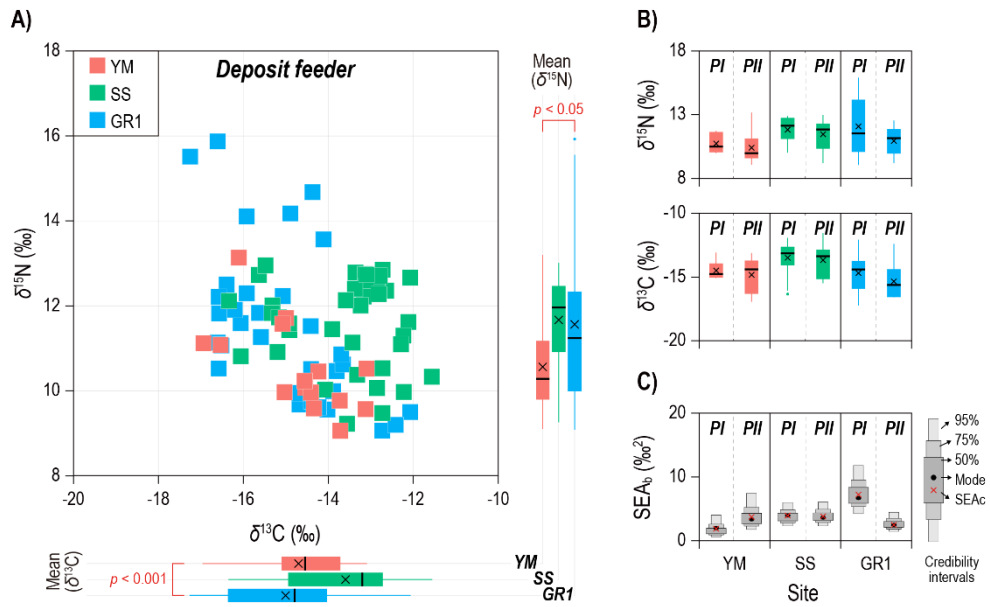 A)
18
16
14
12
10
8
δ15N (‰)
YM
SS
GR1
Deposit feeder
-20
-18
-16
-14
-12
-10
δ13C (‰)
Mean
(δ15N)
p < 0.05
Mean
(δ13C)
p < 0.001
YM
SS
GR1
B)
18
13
8
δ15N (‰)
PI PII PI PII PI PII
-10
-15
-20
δ13C (‰)
PI PII PI PII PI PII
C)
20
10
0
SEAb (‰2)
PI PII PI PII PI PII
YM SS GR1
Site
95%
75%
50%
Mode
SEAc
Credibility
intervals